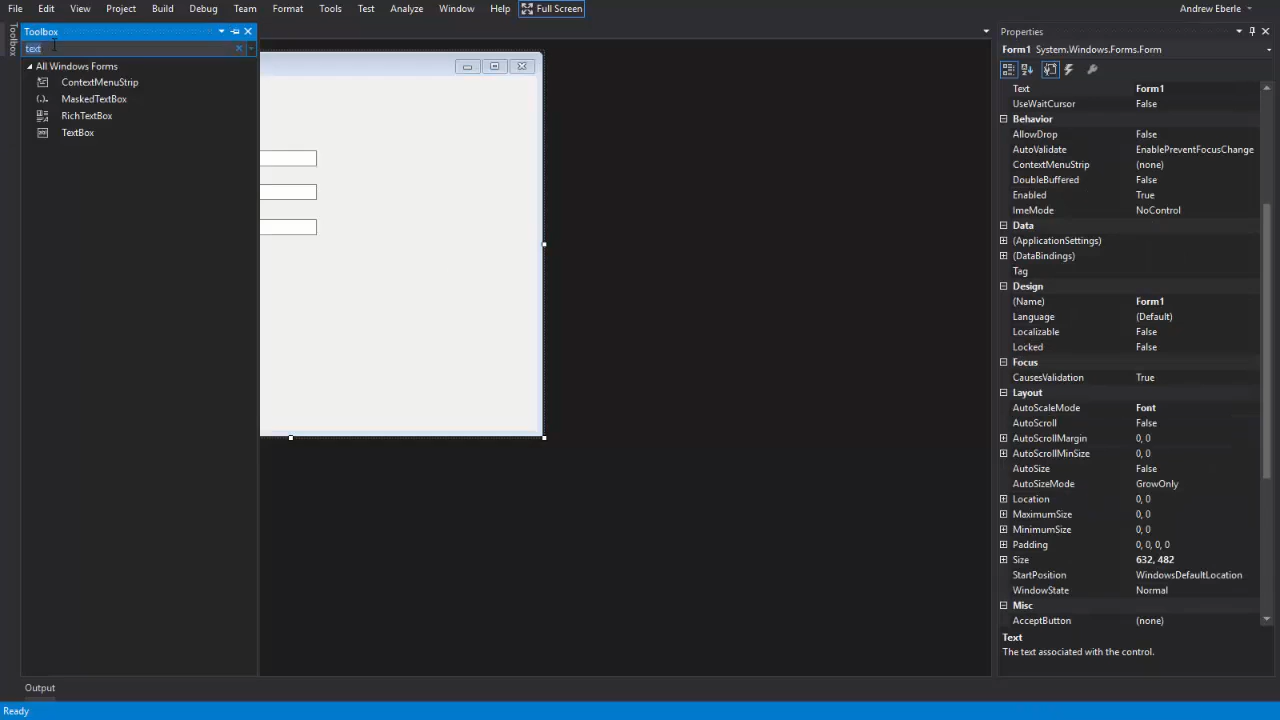 File Edit View Project Build Debug Team Format Tools Test Analyze Window Help Full Screen Andrew Eberle
Toolbox
Toolbox
text
All Windows Forms
ContextMenuStrip
MaskedTextBox
RichTextBox
TextBox
Properties
Form1 System.Windows.Forms.Form
Text Form1
UseWaitCursor False
Behavior
AllowDrop False
AutoValidate EnablePreventFocusChange
ContextMenuStrip (none)
DoubleBuffered False
Enabled True
ImeMode NoControl
Data
(ApplicationSettings)
(DataBindings)
Tag
Design
(Name) Form1
Language (Default)
Localizable False
Locked False
Focus
CausesValidation True
Layout
AutoScaleMode Font
AutoScroll False
AutoScrollMargin 0, 0
AutoScrollMinSize 0, 0
AutoSize False
AutoSizeMode GrowOnly
Location 0, 0
MaximumSize 0, 0
MinimumSize 0, 0
Padding 0, 0, 0, 0
Size 632, 482
StartPosition WindowsDefaultLocation
WindowState Normal
Misc
AcceptButton (none)
Text
The text associated with the control.
Output
Ready